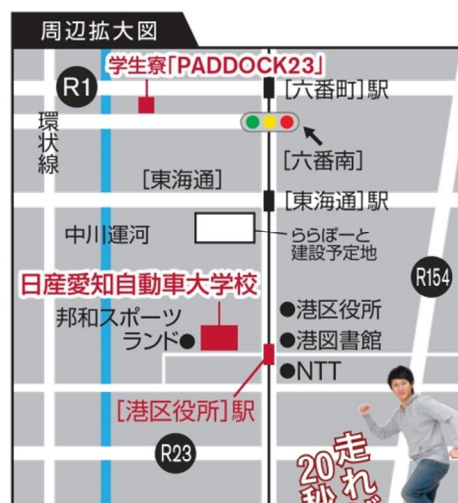 周辺拡大図
学生寮「PADDOCK23」
R1
[六番町]駅
環状線
[六番南]
[東海通]
[東海通]駅
中川運河
ららぽーと
建設予定地
R154
日産愛知自動車大学校
邦和スポーツ
ランド●
●港区役所
●港図書館
●NTT
[港区役所]駅
R23
走れば
20秒